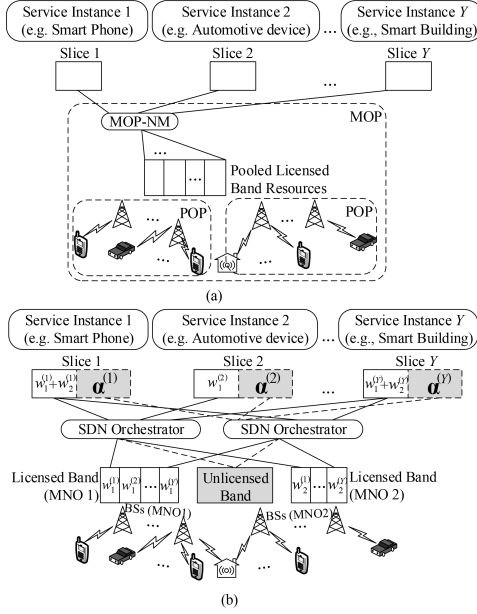 Service Instance 1 Service Instance 2 Service Instance Y
(e.g. Smart Phone) (e.g. Automotive device) ... (e.g., Smart Building)
Slice 1 Slice 2 Slice Y
...
MOP-NM MOP
...
... Pooled Licensed
Band Resources
... POP ... POP
... ...
(a)
Service Instance 1 Service Instance 2 Service Instance Y
(e.g. Smart Phone) (e.g. Automotive device) ... (e.g., Smart Building)
Slice 1 Slice 2 Slice Y
w₁⁽¹⁾+w₂⁽¹⁾ α⁽¹⁾ w₁⁽²⁾ α⁽²⁾ ... w₁⁽Y⁾+w₂⁽Y⁾ α⁽Y⁾
SDN Orchestrator SDN Orchestrator
Licensed Band w₁⁽¹⁾ w₁⁽²⁾ ... w₁⁽Y⁾ Unlicensed w₂⁽¹⁾ ... w₂⁽Y⁾ Licensed Band
(MNO 1) Band (MNO 2)
BSs (MNO1) BSs (MNO2)
... ...
... ...
(b)